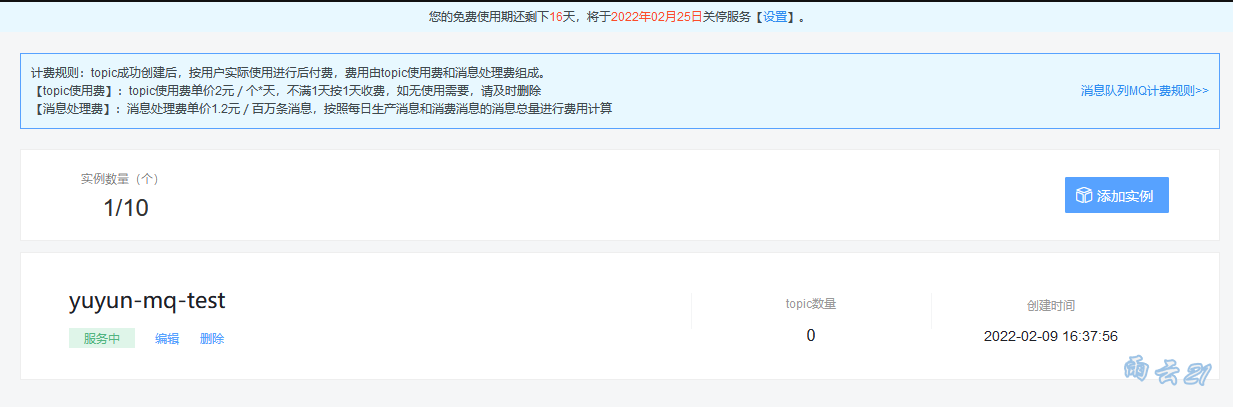 您的免费使用期还剩下16天，将于2022年02月25日关停服务【设置】。
计费规则：topic成功创建后，按用户实际使用进行后付费，费用由topic使用费和消息处理费组成。
【topic使用费】：topic使用费单价2元 / 个*天，不满1天按1天收费，如无使用需要，请及时删除
消息队列MQ计费规则>>
【消息处理费】：消息处理费单价1.2元 / 百万条消息，按照每日生产消息和消费消息的消息总量进行费用计算
实例数量（个）
1/10
添加实例
yuyun-mq-test
服务中 编辑 删除
topic数量
0
创建时间
2022-02-09 16:37:56
雨云21